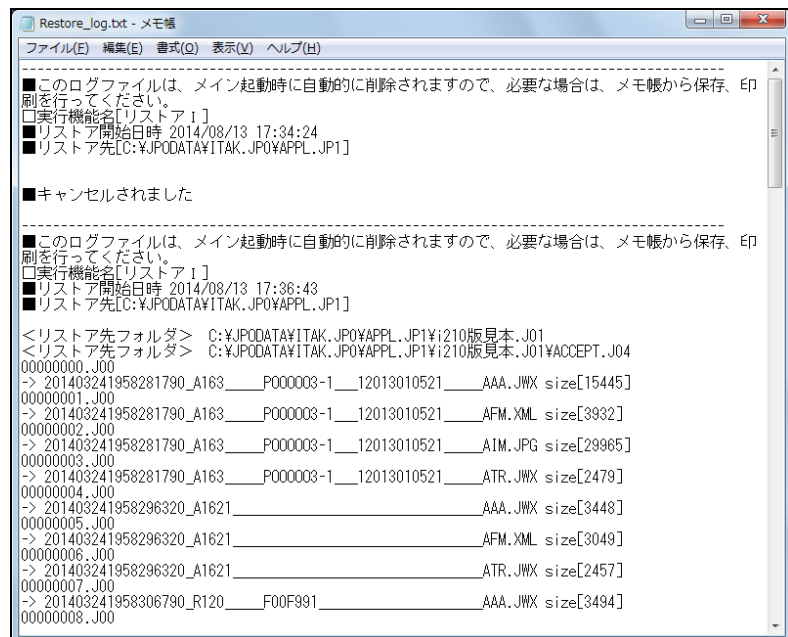 Restore_log.txt - メモ帳
ファイル(F) 編集(E) 書式(O) 表示(V) ヘルプ(H)
--------------------------------------------------------------------------------
■このログファイルは、メイン起動時に自動的に削除されますので、必要な場合は、メモ帳から保存、印
刷を行ってください。
□実行機能名[リストアⅠ]
■リストア開始日時 2014/08/13 17:34:24
■リストア先[C:¥JPODATA¥ITAK.JP0¥APPL.JP1]
■キャンセルされました
--------------------------------------------------------------------------------
■このログファイルは、メイン起動時に自動的に削除されますので、必要な場合は、メモ帳から保存、印
刷を行ってください。
□実行機能名[リストアⅠ]
■リストア開始日時 2014/08/13 17:36:43
■リストア先[C:¥JPODATA¥ITAK.JP0¥APPL.JP1]
＜リストア先フォルダ＞ C:¥JPODATA¥ITAK.JP0¥APPL.JP1¥i210版見本.J01
＜リストア先フォルダ＞ C:¥JPODATA¥ITAK.JP0¥APPL.JP1¥i210版見本.J01¥ACCEPT.J04
00000000.J00
-> 201403241958281790_A163_____P000003-1___12013010521_____AAA.JWX size[15445]
00000001.J00
-> 201403241958281790_A163_____P000003-1___12013010521_____AFM.XML size[3932]
00000002.J00
-> 201403241958281790_A163_____P000003-1___12013010521_____AIM.JPG size[29965]
00000003.J00
-> 201403241958281790_A163_____P000003-1___12013010521_____ATR.JWX size[2479]
00000004.J00
-> 201403241958296320_A1621________________________________AAA.JWX size[3448]
00000005.J00
-> 201403241958296320_A1621________________________________AFM.XML size[3049]
00000006.J00
-> 201403241958296320_A1621________________________________ATR.JWX size[2457]
00000007.J00
-> 201403241958306790_R120_____F00F991_____________________AAA.JWX size[3494]
00000008.J00